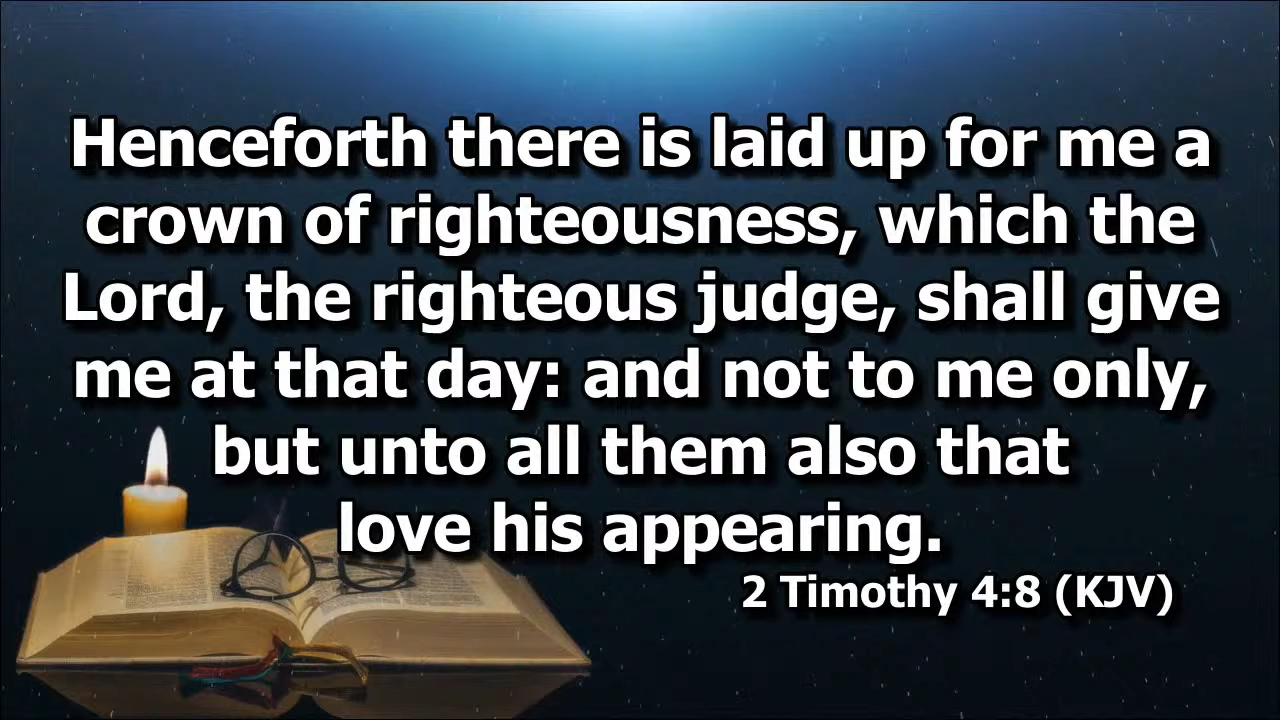 Henceforth there is laid up for me a
crown of righteousness, which the
Lord, the righteous judge, shall give
me at that day: and not to me only,
but unto all them also that
love his appearing.
2 Timothy 4:8 (KJV)